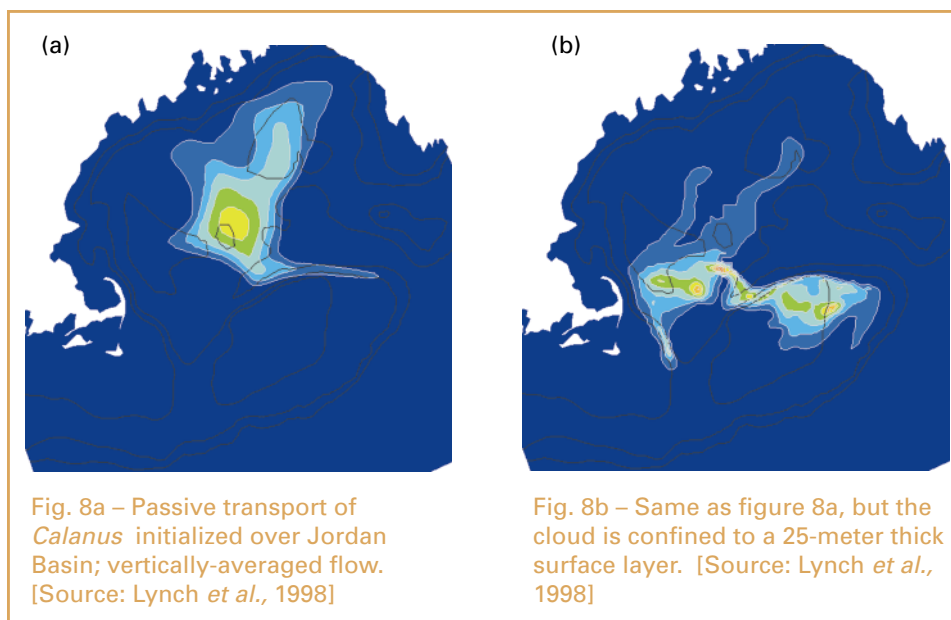 (a)
(b)
Fig. 8a – Passive transport of
Calanus initialized over Jordan
Basin; vertically-averaged flow.
[Source: Lynch et al., 1998]
Fig. 8b – Same as figure 8a, but the
cloud is confined to a 25-meter thick
surface layer. [Source: Lynch et al.,
1998]